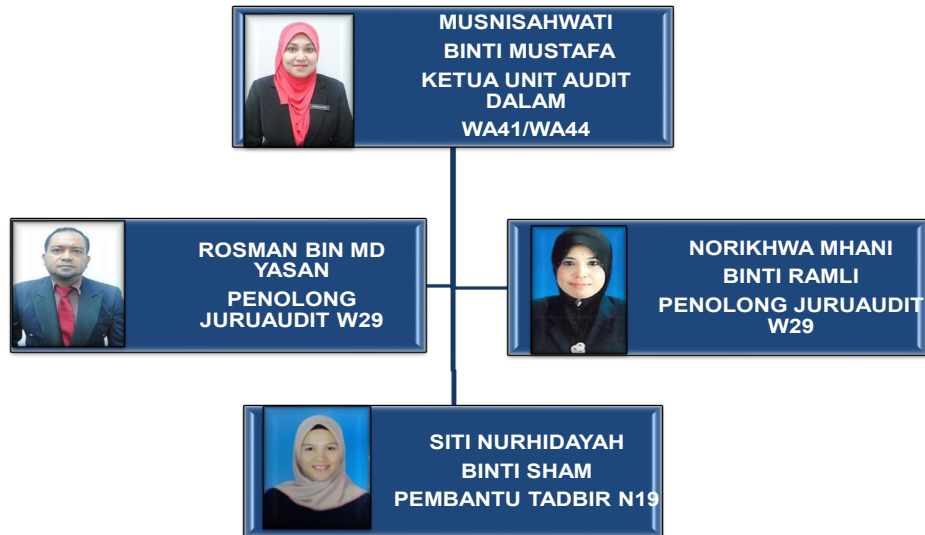 MUSNISAHWATI
BINTI MUSTAFA
KETUA UNIT AUDIT
DALAM
WA41/WA44
ROSMAN BIN MD
YASAN
PENOLONG
JURUAUDIT W29
NORIKHWA MHANI
BINTI RAMLI
PENOLONG JURUAUDIT
W29
SITI NURHIDAYAH
BINTI SHAM
PEMBANTU TADBIR N19